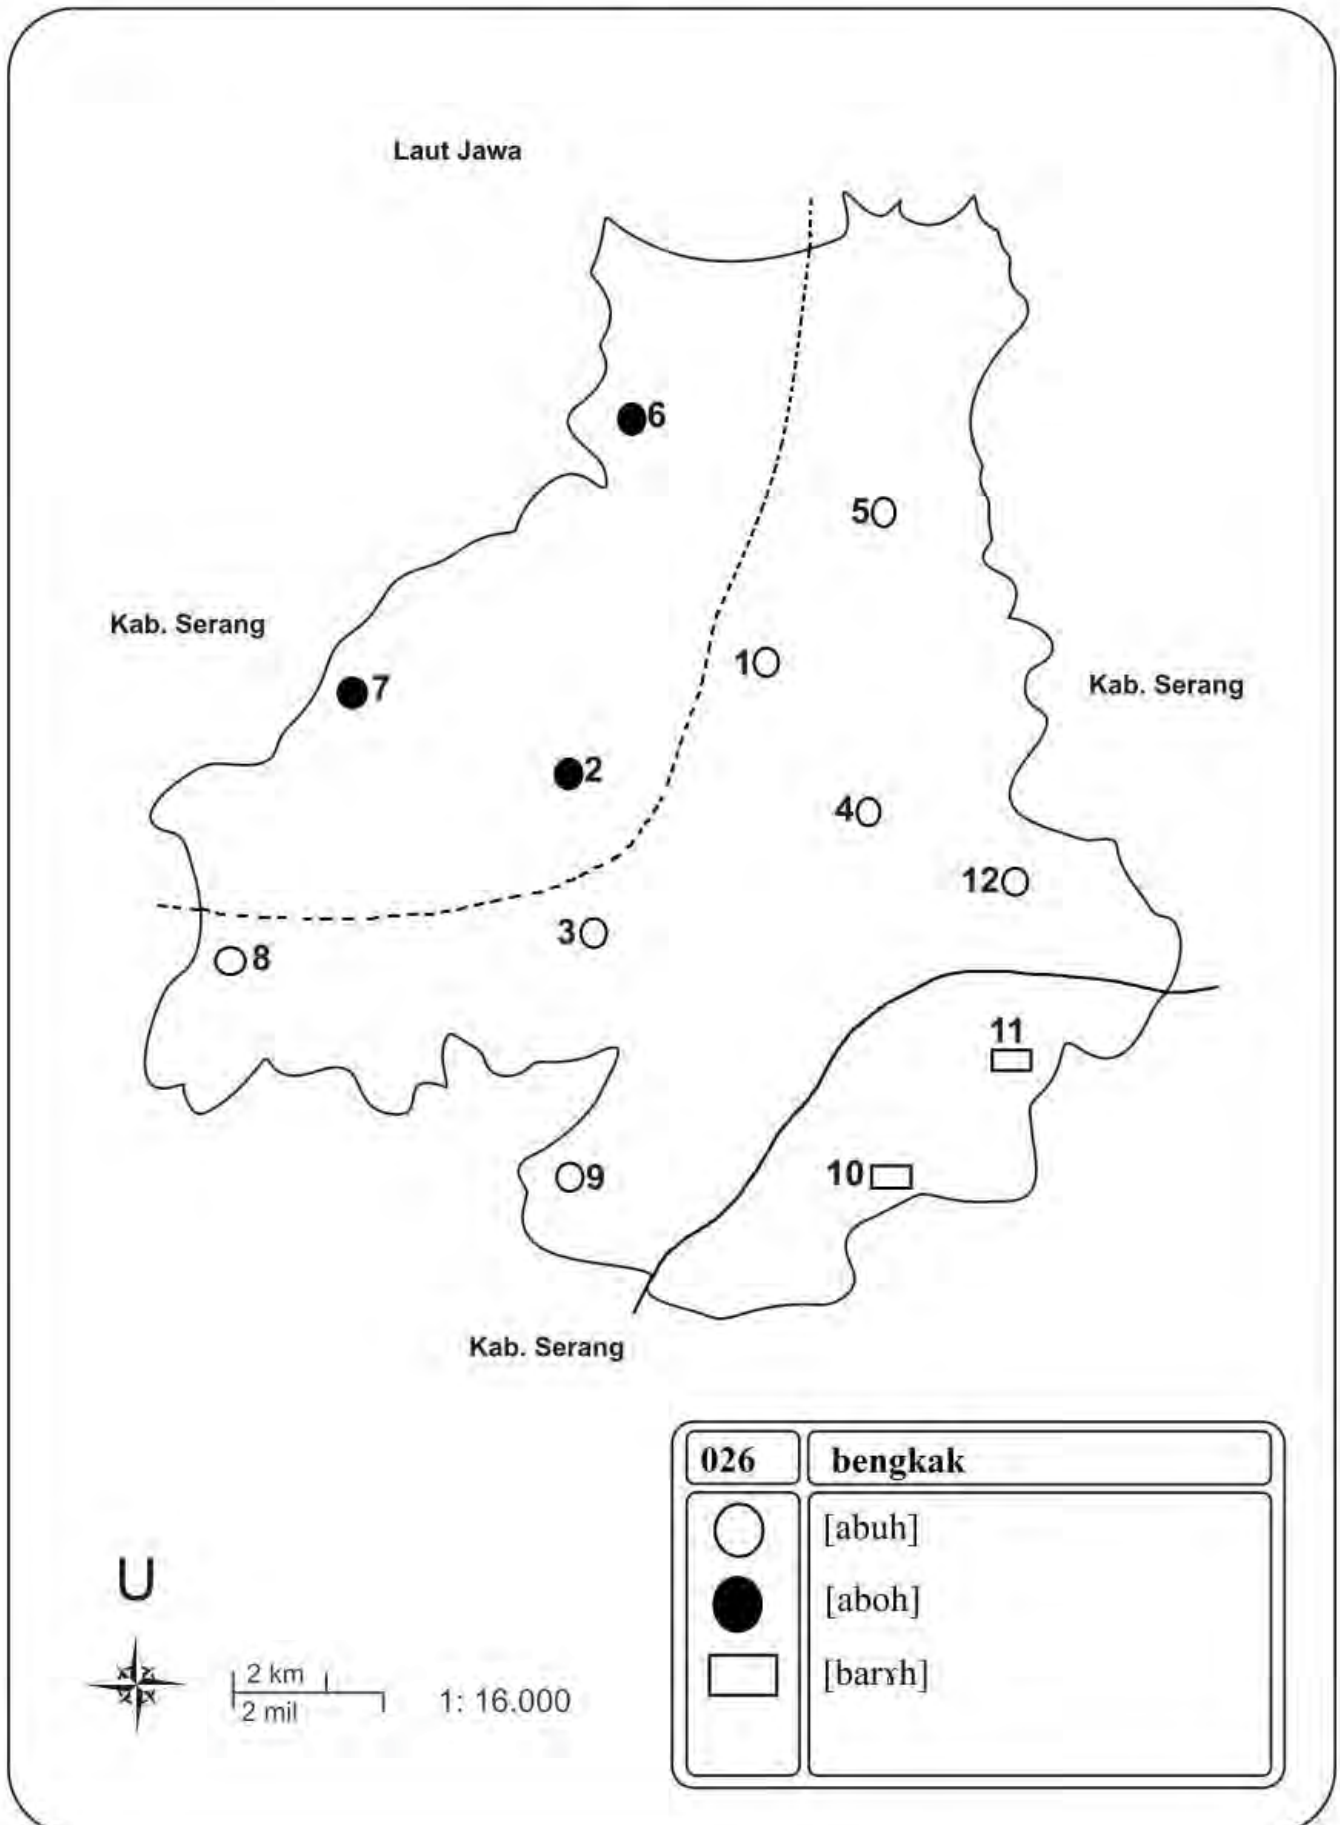 Laut Jawa
6
5
Kab. Serang
1
7
Kab. Serang
2
4
12
3
8
11
10
9
Kab. Serang
026 bengkak
[abuh]
[aboh]
[barɤh]
U
2 km
2 mil
1: 16.000